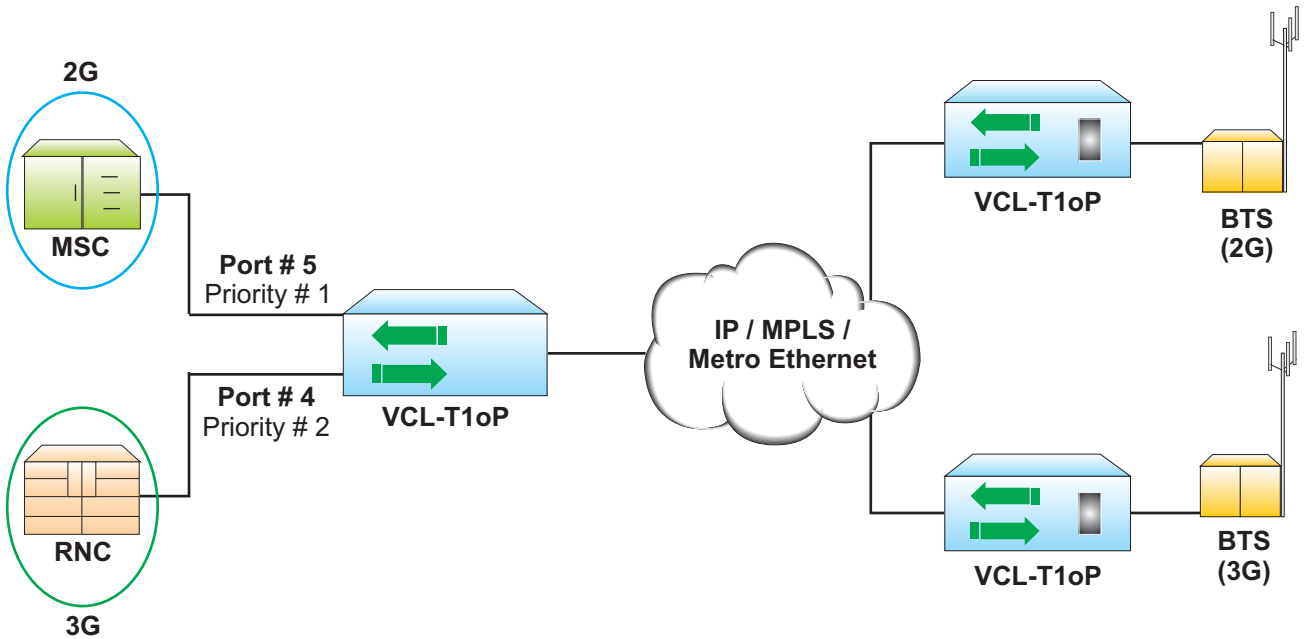 2G
MSC
Port # 5
Priority # 1
Port # 4
Priority # 2
RNC
3G
VCL-T1oP
IP / MPLS /
Metro Ethernet
VCL-T1oP
BTS
(2G)
VCL-T1oP
BTS
(3G)